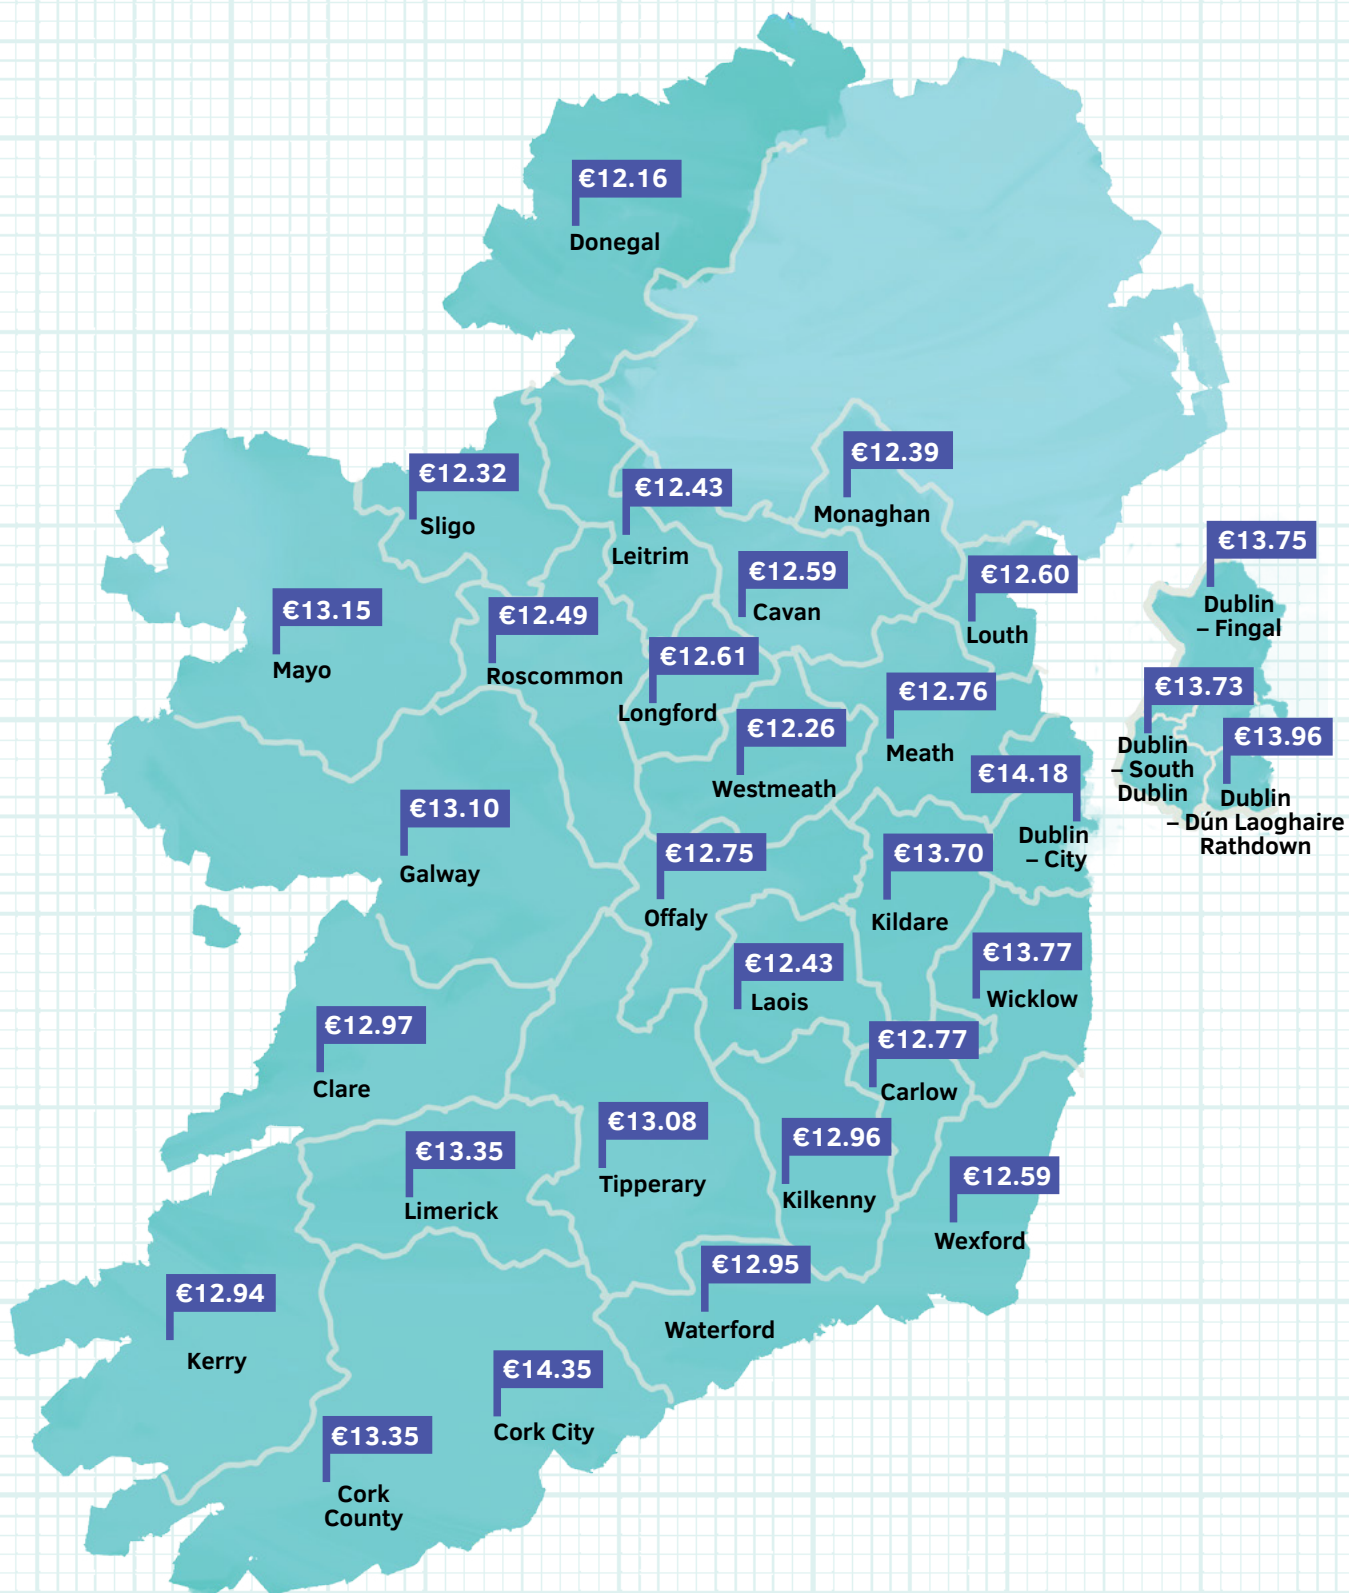 €12.16
Donegal
€12.39
Monaghan
€12.32
Sligo
€12.43
Leitrim
€13.75
Dublin
– Fingal
€12.59
Cavan
€12.60
Louth
€13.15
Mayo
€12.49
Roscommon
€12.61
Longford
€12.76
Meath
€13.73
Dublin
– South
Dublin
€12.26
Westmeath
€13.96
Dublin
– Dún Laoghaire
Rathdown
€14.18
Dublin
– City
€13.10
Galway
€12.75
Offaly
€13.70
Kildare
€12.43
Laois
€13.77
Wicklow
€12.97
Clare
€12.77
Carlow
€13.08
Tipperary
€12.96
Kilkenny
€13.35
Limerick
€12.59
Wexford
€12.95
Waterford
€12.94
Kerry
€14.35
Cork City
€13.35
Cork
County